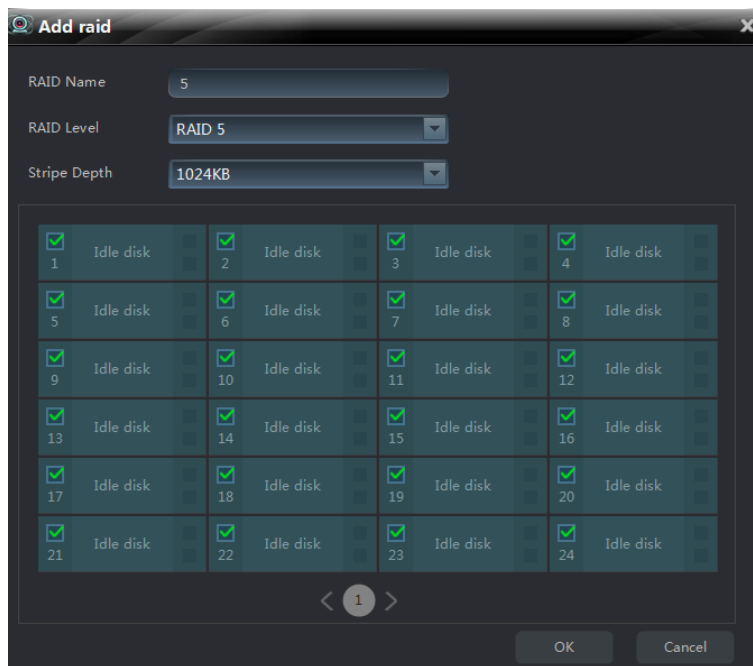 Add raid
RAID Name 5
RAID Level RAID 5
Stripe Depth 1024KB
Idle disk Idle disk Idle disk Idle disk
1 2 3 4
Idle disk Idle disk Idle disk Idle disk
5 6 7 8
Idle disk Idle disk Idle disk Idle disk
9 10 11 12
Idle disk Idle disk Idle disk Idle disk
13 14 15 16
Idle disk Idle disk Idle disk Idle disk
17 18 19 20
Idle disk Idle disk Idle disk Idle disk
21 22 23 24
1
OK Cancel